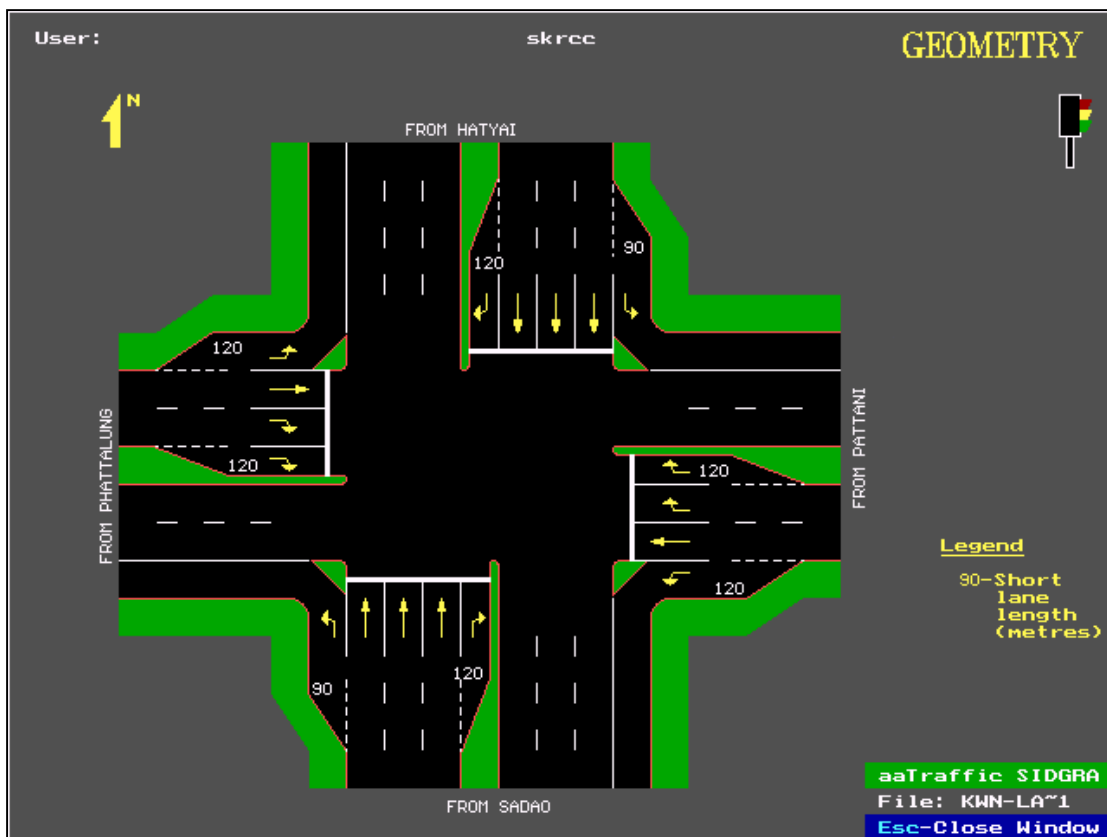 User:
skrcc
GEOMETRY
N
FROM HATYAI
120
90
120
120
FROM PHATTALUNG
FROM PATTANI
120
120
90
120
FROM SADAO
Legend
90-Short
lane
length
(metres)
aaTraffic SIDGRA
File: KWN-LA~1
Esc-Close Window